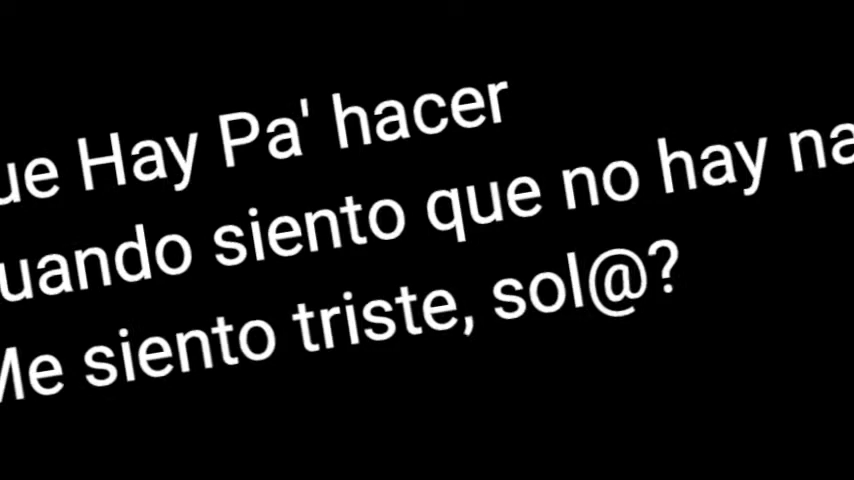 ue Hay Pa' hacer
uando siento que no hay na
Me siento triste, sol@?